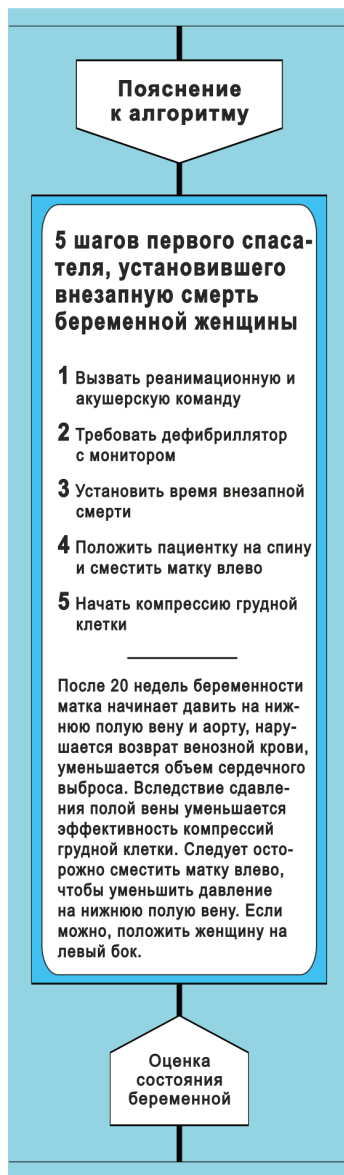 Пояснение
к алгоритму
5 шагов первого спаса-
теля, установившего
внезапную смерть
беременной женщины
1 Вызвать реанимационную и
акушерскую команду
2 Требовать дефибриллятор
с монитором
3 Установить время внезапной
смерти
4 Положить пациентку на спину
и сместить матку влево
5 Начать компрессию грудной
клетки
После 20 недель беременности
матка начинает давить на ниж-
нюю полую вену и аорту, нару-
шается возврат венозной крови,
уменьшается объем сердечного
выброса. Вследствие сдавле-
ния полой вены уменьшается
эффективность компрессий
грудной клетки. Следует осто-
рожно сместить матку влево,
чтобы уменьшить давление
на нижнюю полую вену. Если
можно, положить женщину на
левый бок.
Оценка
состояния
беременной